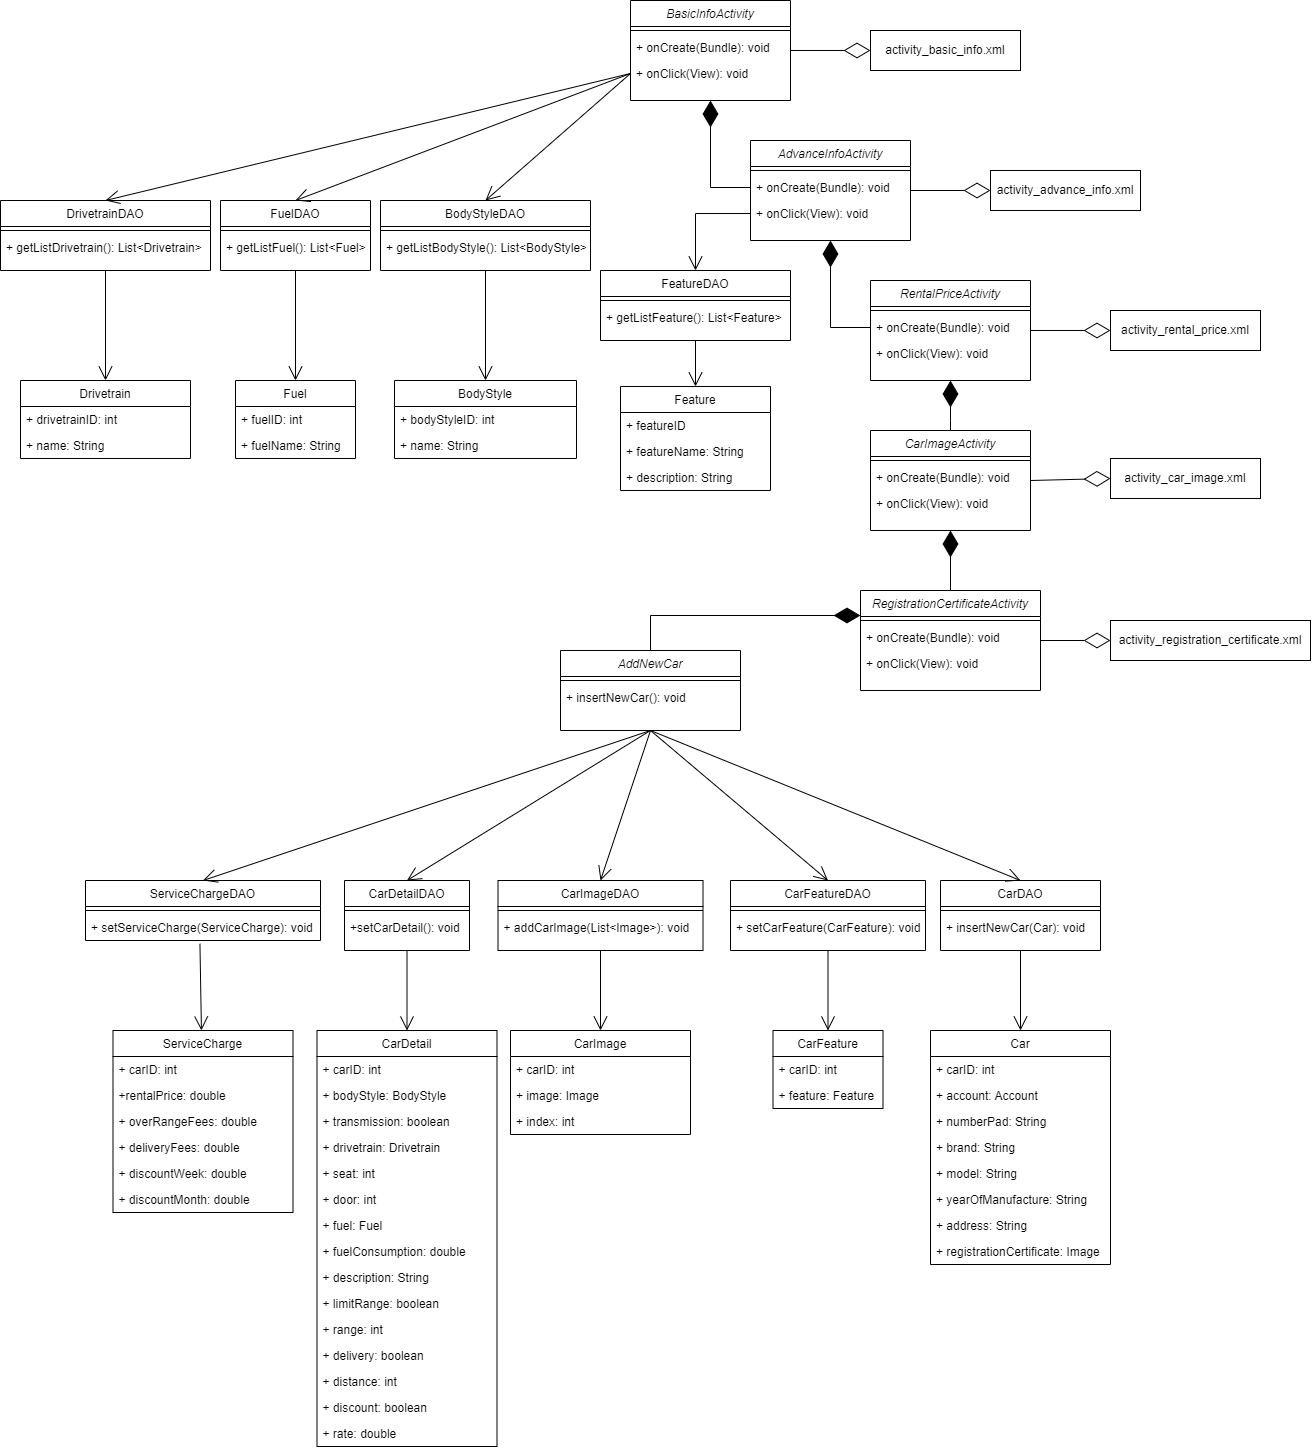 BasicInfoActivity
+ onCreate(Bundle): void
+ onClick(View): void
activity_basic_info.xml
AdvanceInfoActivity
+ onCreate(Bundle): void
+ onClick(View): void
activity_advance_info.xml
DrivetrainDAO
+ getListDrivetrain(): List<Drivetrain>
FuelDAO
+ getListFuel(): List<Fuel>
BodyStyleDAO
+ getListBodyStyle(): List<BodyStyle>
FeatureDAO
+ getListFeature(): List<Feature>
RentalPriceActivity
+ onCreate(Bundle): void
+ onClick(View): void
activity_rental_price.xml
Drivetrain
+ drivetrainID: int
+ name: String
Fuel
+ fuelID: int
+ fuelName: String
BodyStyle
+ bodyStyleID: int
+ name: String
Feature
+ featureID
+ featureName: String
+ description: String
CarImageActivity
+ onCreate(Bundle): void
+ onClick(View): void
activity_car_image.xml
RegistrationCertificateActivity
+ onCreate(Bundle): void
+ onClick(View): void
activity_registration_certificate.xml
AddNewCar
+ insertNewCar(): void
ServiceChargeDAO
+ setServiceCharge(ServiceCharge): void
CarDetailDAO
+setCarDetail(): void
CarImageDAO
+ addCarImage(List<Image>): void
CarFeatureDAO
+ setCarFeature(CarFeature): void
CarDAO
+ insertNewCar(Car): void
ServiceCharge
+ carID: int
+rentalPrice: double
+ overRangeFees: double
+ deliveryFees: double
+ discountWeek: double
+ discountMonth: double
CarDetail
+ carID: int
+ bodyStyle: BodyStyle
+ transmission: boolean
+ drivetrain: Drivetrain
+ seat: int
+ door: int
+ fuel: Fuel
+ fuelConsumption: double
+ description: String
+ limitRange: boolean
+ range: int
+ delivery: boolean
+ distance: int
+ discount: boolean
+ rate: double
CarImage
+ carID: int
+ image: Image
+ index: int
CarFeature
+ carID: int
+ feature: Feature
Car
+ carID: int
+ account: Account
+ numberPad: String
+ brand: String
+ model: String
+ yearOfManufacture: String
+ address: String
+ registrationCertificate: Image